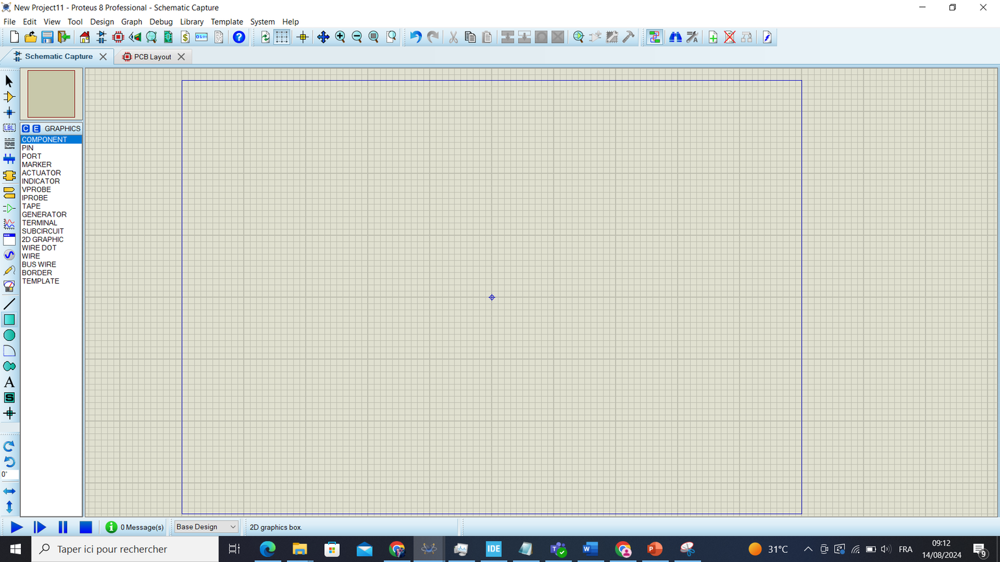 New Project11 - Proteus 8 Professional - Schematic Capture
File Edit View Tool Design Graph Debug Library Template System Help
Schematic Capture
PCB Layout
LBL
C E GRAPHICS
COMPONENT
PIN
PORT
MARKER
ACTUATOR
INDICATOR
VPROBE
IPROBE
TAPE
GENERATOR
TERMINAL
SUBCIRCUIT
2D GRAPHIC
WIRE DOT
WIRE
BUS WIRE
BORDER
TEMPLATE
A
S
0°
0 Message(s)
Base Design
2D graphics box.
Taper ici pour rechercher
IDE
31°C
FRA
09:12
14/08/2024
9